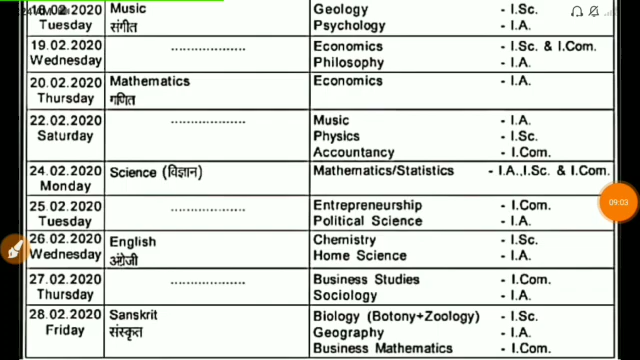 18.02.2020 Music Geology - I.Sc.
Tuesday संगीत Psychology - I.A.
19.02.2020 .................... Economics - I.Sc. & I.Com.
Wednesday Philosophy - I.A.
20.02.2020 Mathematics Economics - I.A.
Thursday गणित
22.02.2020 .................... Music - I.A.
Saturday Physics - I.Sc.
Accountancy - I.Com.
24.02.2020 Science (विज्ञान) Mathematics/Statistics - I.A.,I.Sc. & I.Com.
Monday
25.02.2020 .................... Entrepreneurship - I.Com.
Tuesday Political Science - I.A.
26.02.2020 English Chemistry - I.Sc.
Wednesday अंग्रेजी Home Science - I.A.
27.02.2020 .................... Business Studies - I.Com.
Thursday Sociology - I.A.
28.02.2020 Sanskrit Biology (Botony+Zoology) - I.Sc.
Friday संस्कृत Geography - I.A.
Business Mathematics - I.Com.
09:03